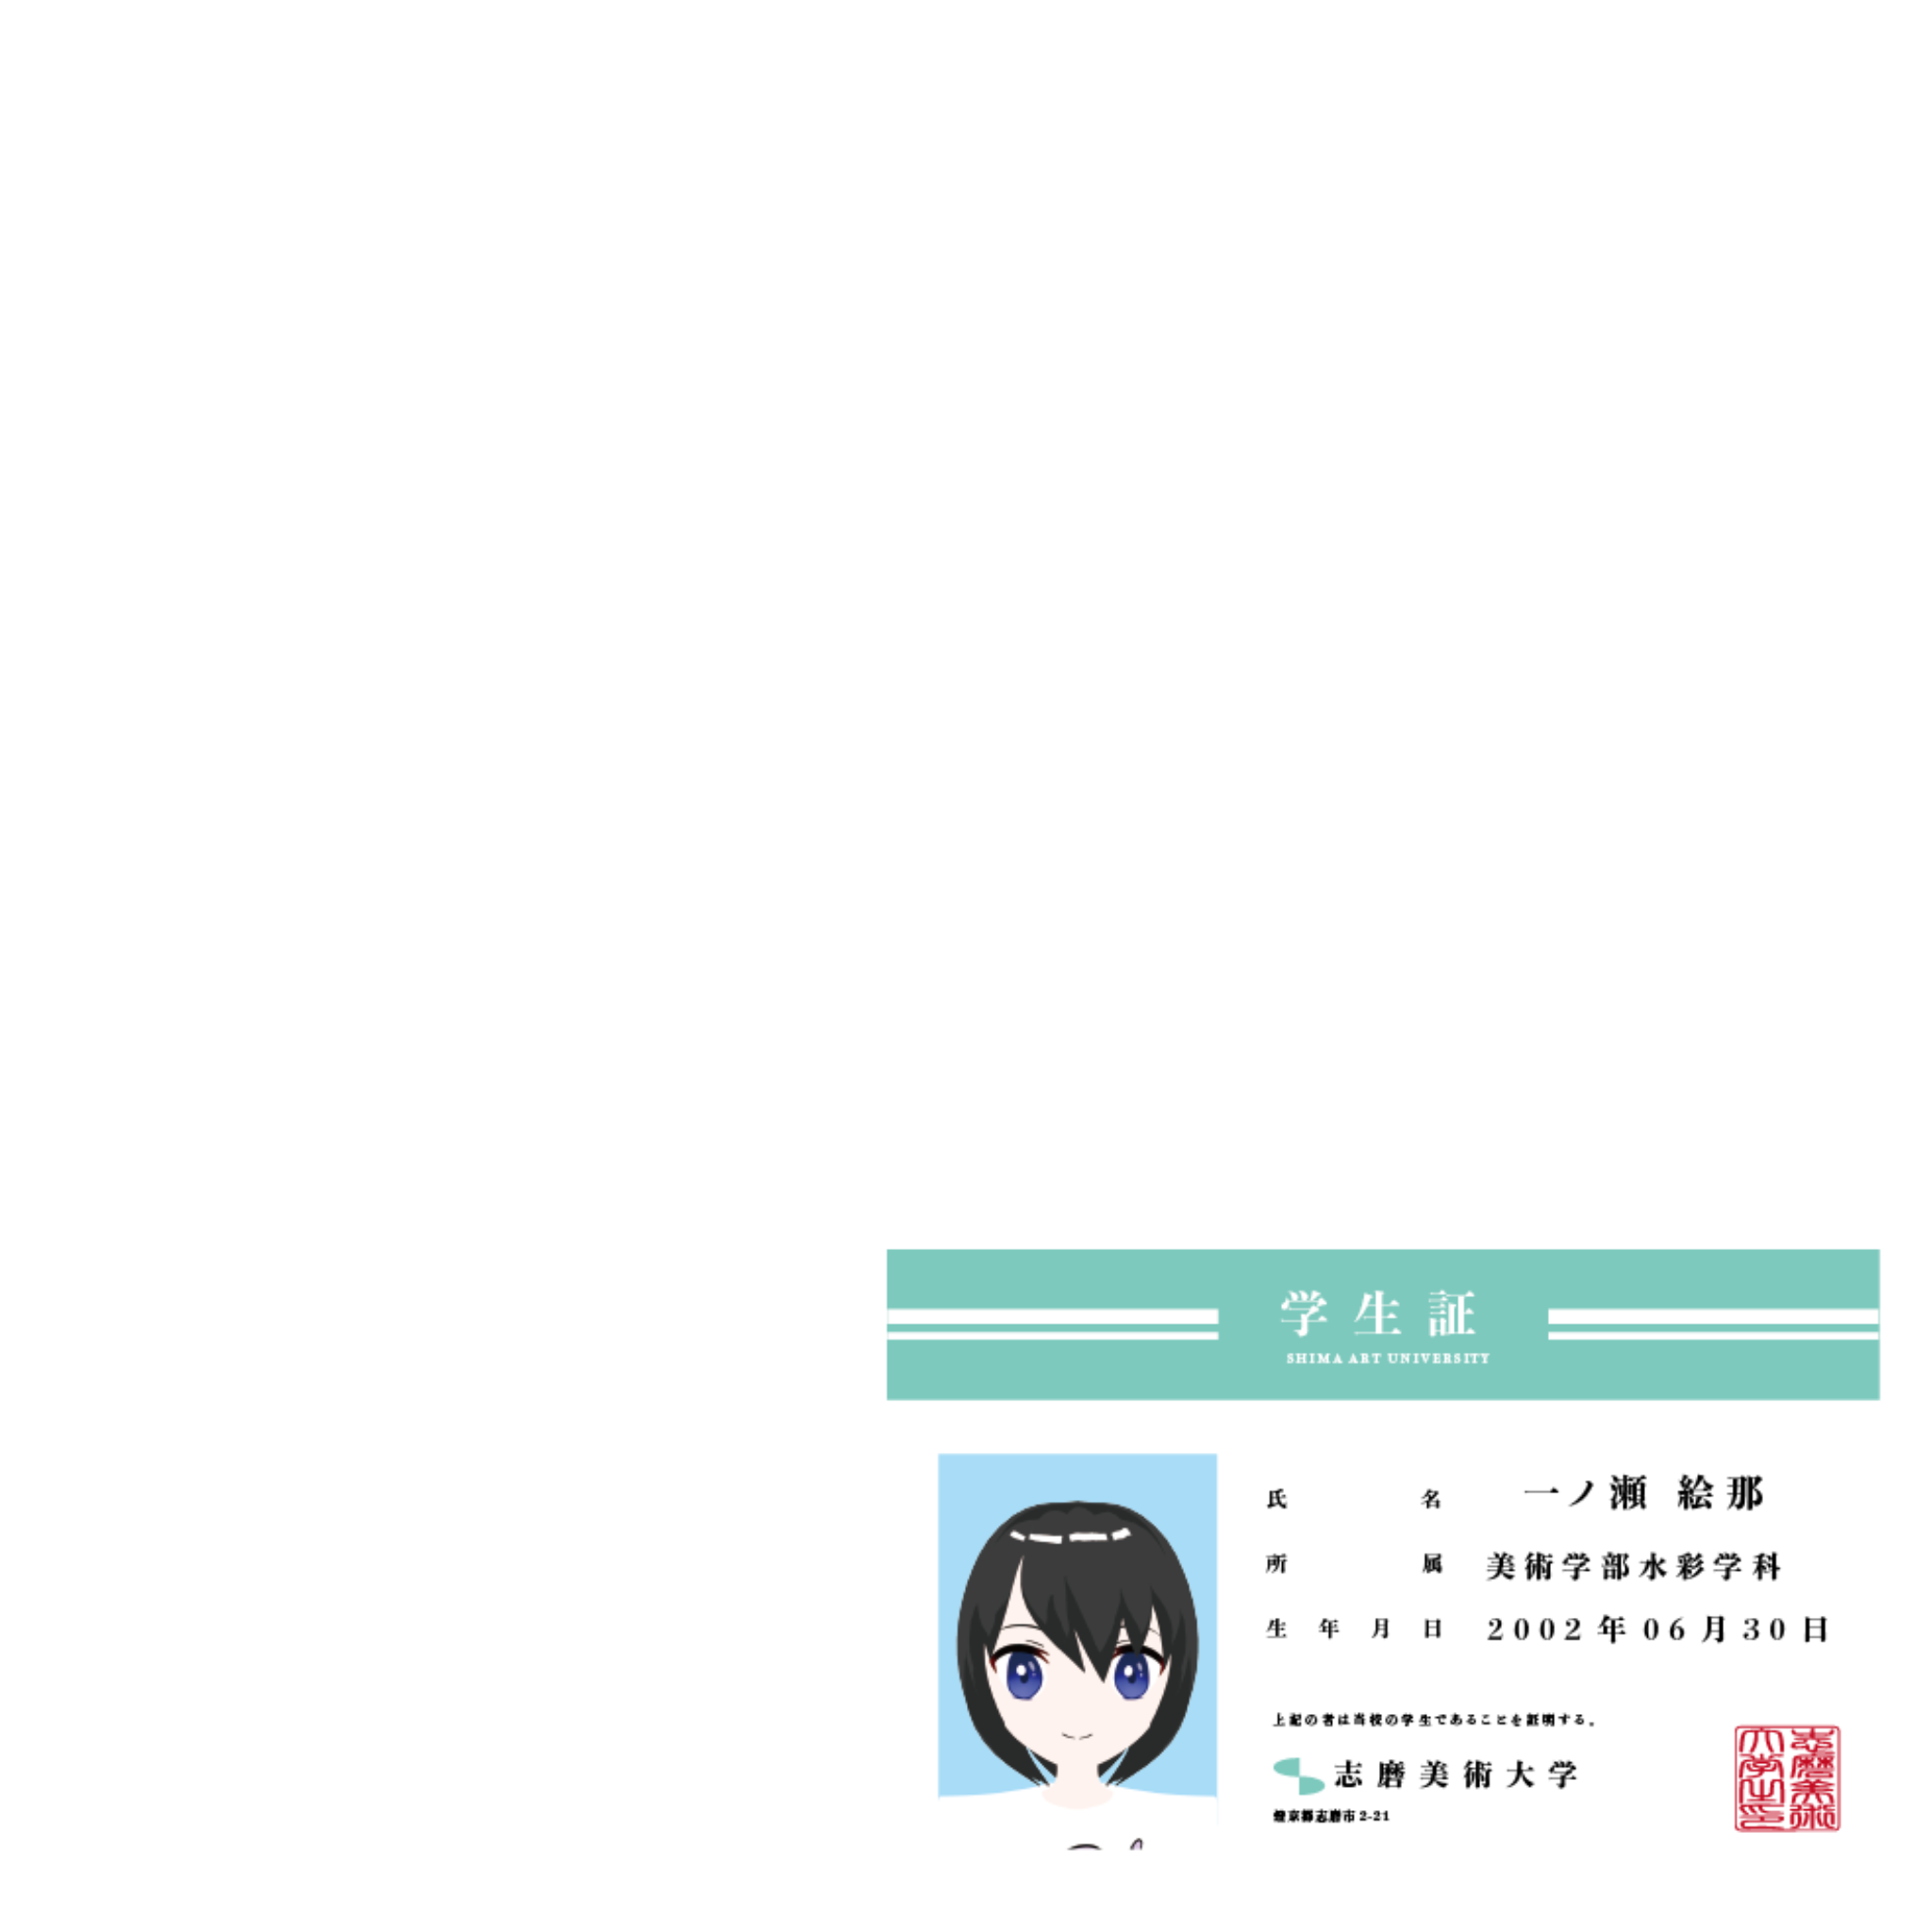 学生証
SHIMA ART UNIVERSITY
氏名 一ノ瀬 絵那
所属 美術学部水彩学科
生年月日 2002年06月30日
上記の者は当校の学生であることを証明する。
志磨美術大学
燈京都志磨市2-21
志磨美術
大学生印